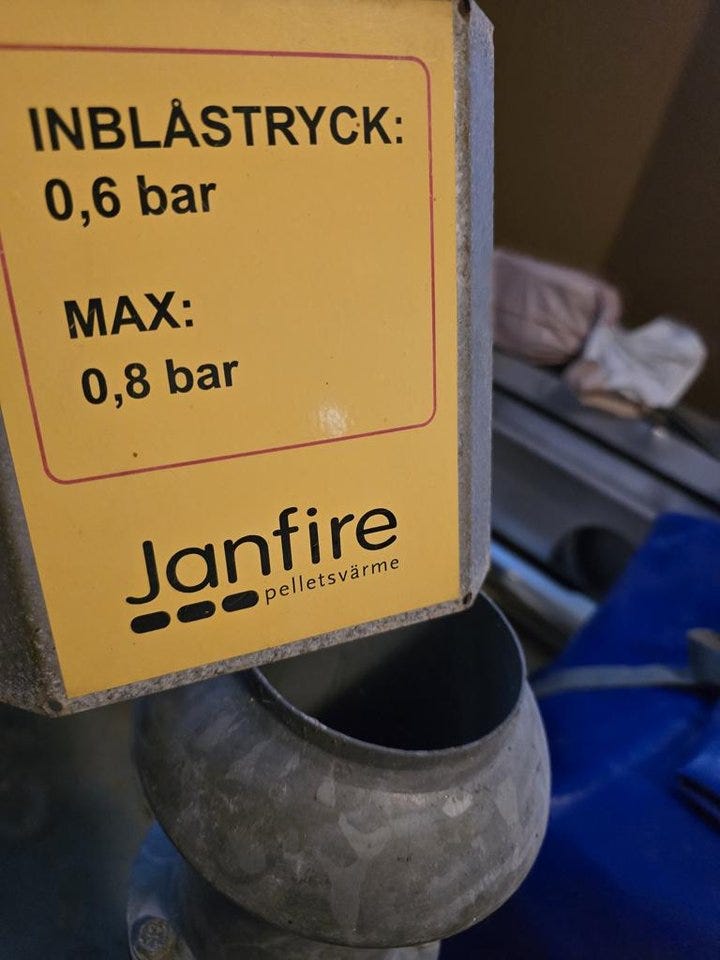 INBLÅSTRYCK:
0,6 bar
MAX:
0,8 bar
Janfire
pelletsvärme